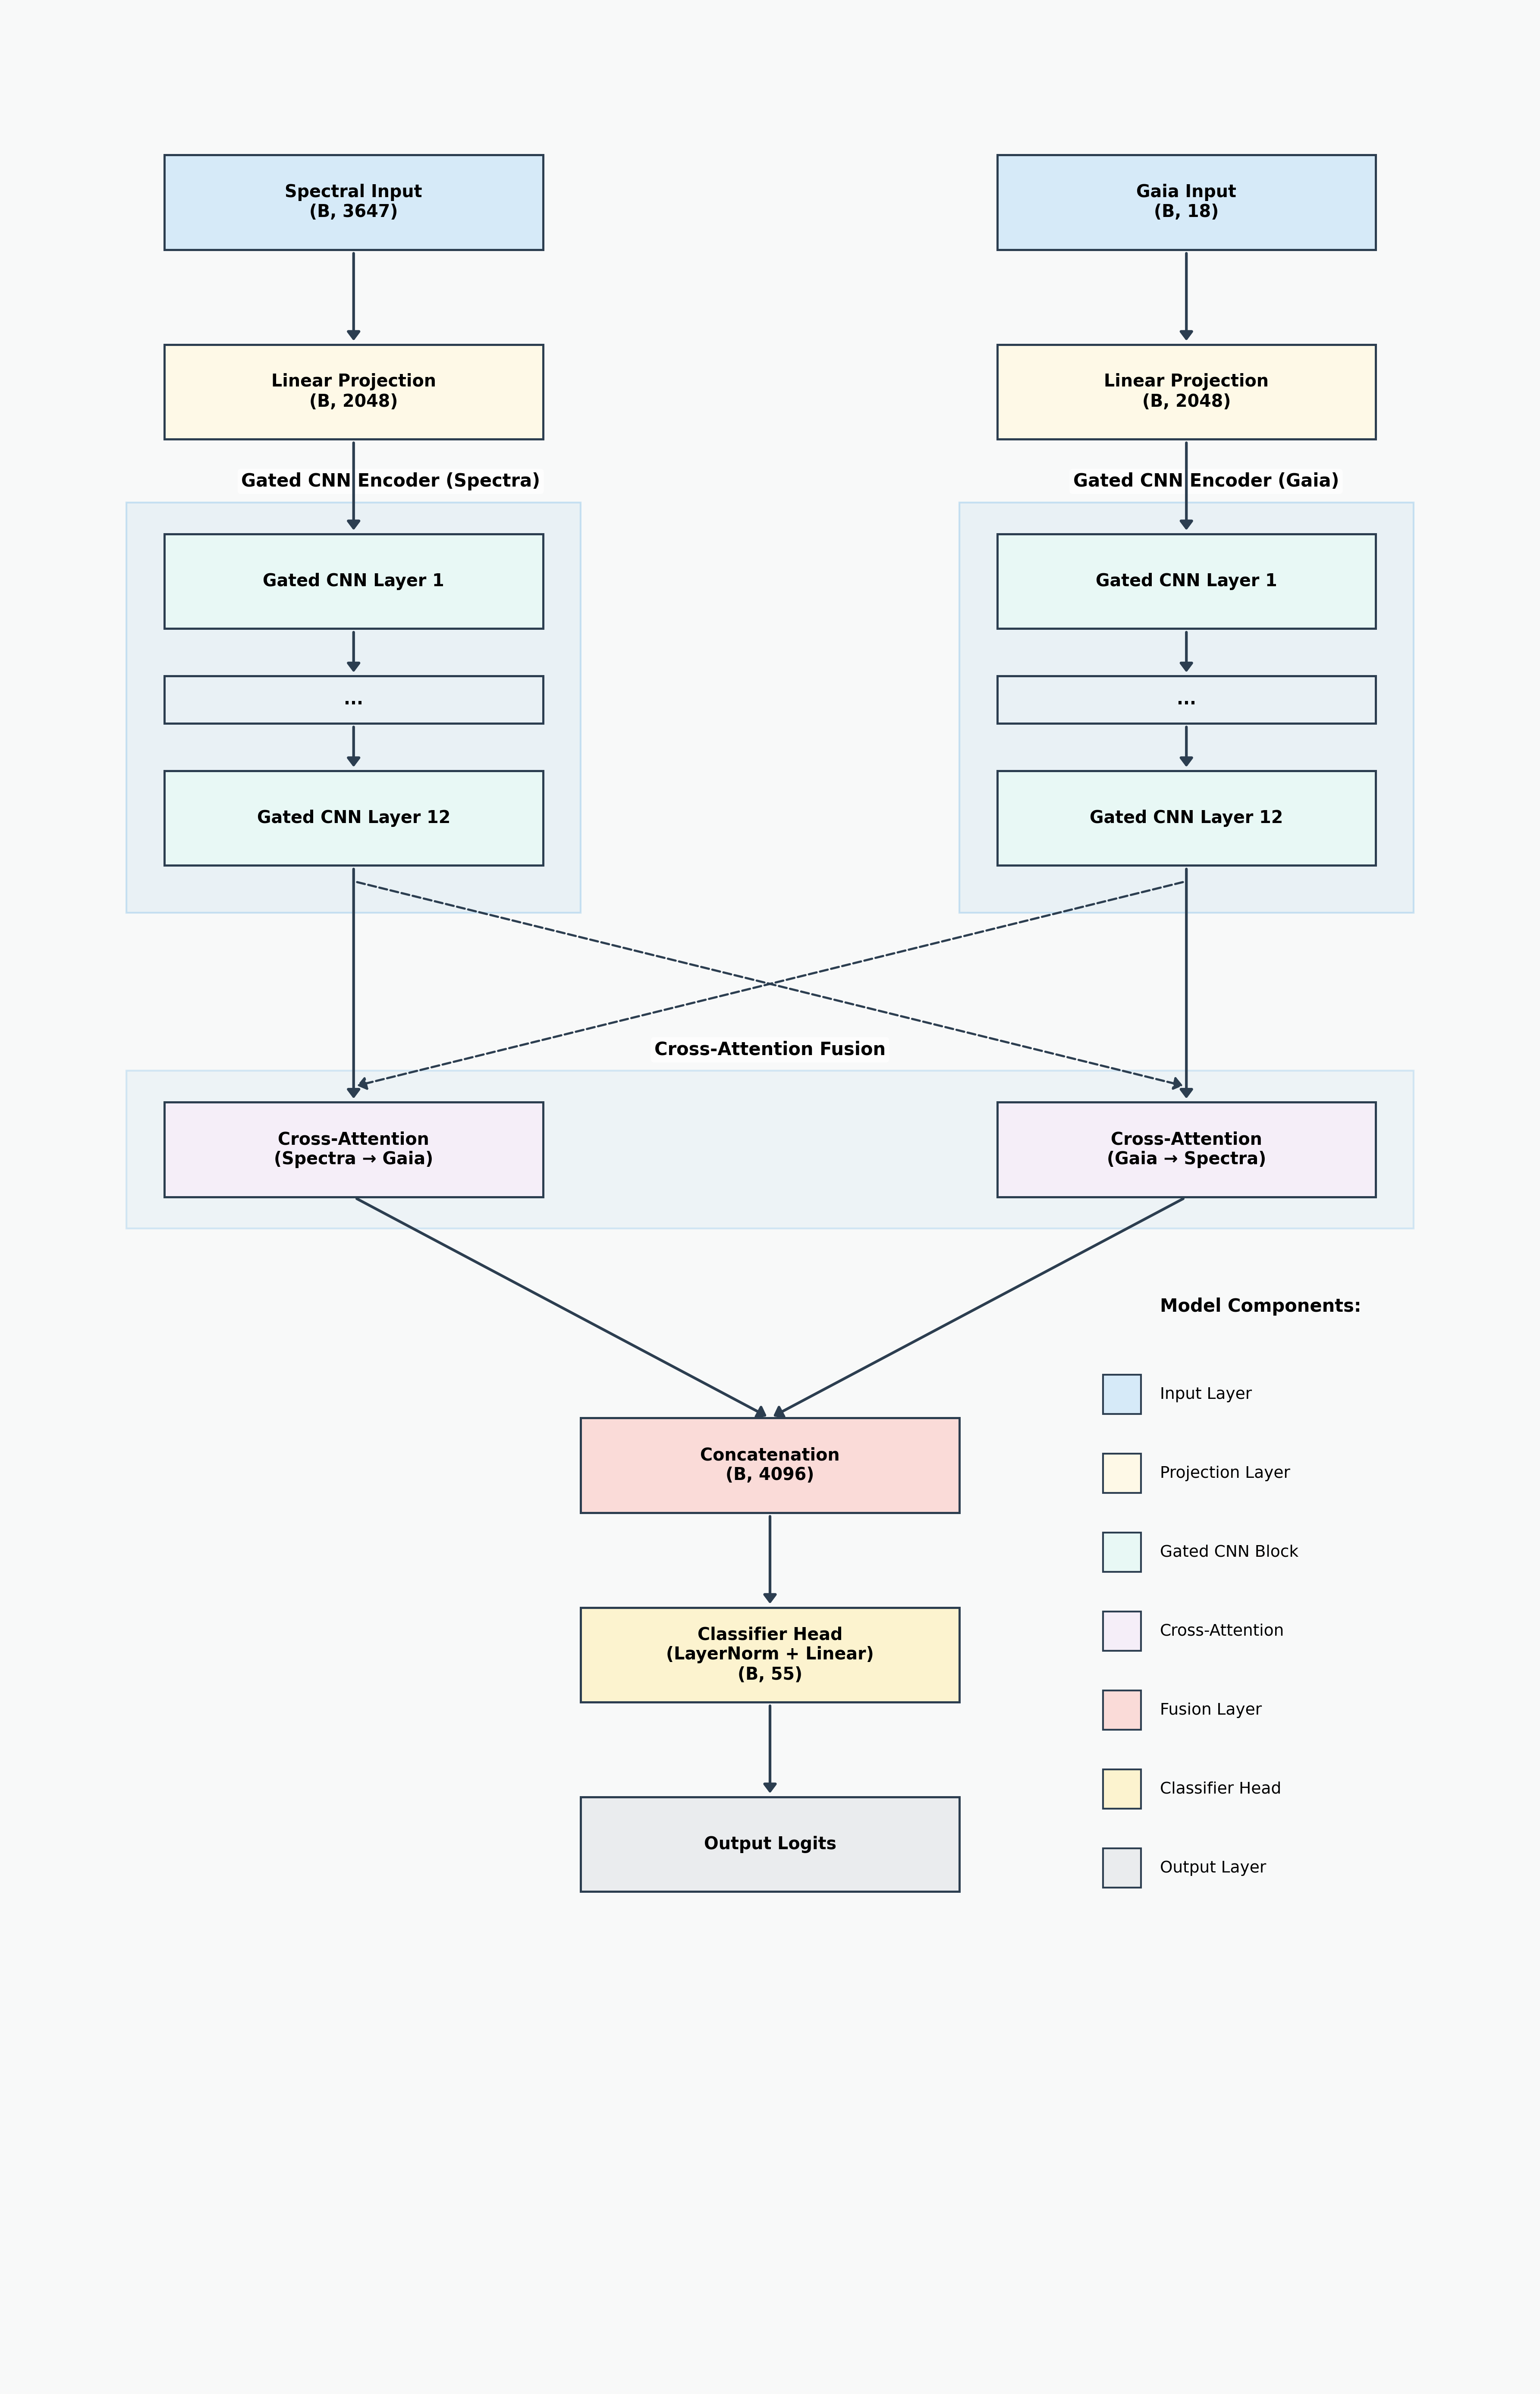 Spectral Input
(B, 3647)
Gaia Input
(B, 18)
Linear Projection
(B, 2048)
Linear Projection
(B, 2048)
Gated CNN Encoder (Spectra)
Gated CNN Encoder (Gaia)
Gated CNN Layer 1
Gated CNN Layer 1
...
...
Gated CNN Layer 12
Gated CNN Layer 12
Cross-Attention Fusion
Cross-Attention
(Spectra → Gaia)
Cross-Attention
(Gaia → Spectra)
Concatenation
(B, 4096)
Classifier Head
(LayerNorm + Linear)
(B, 55)
Output Logits
Model Components:
Input Layer
Projection Layer
Gated CNN Block
Cross-Attention
Fusion Layer
Classifier Head
Output Layer